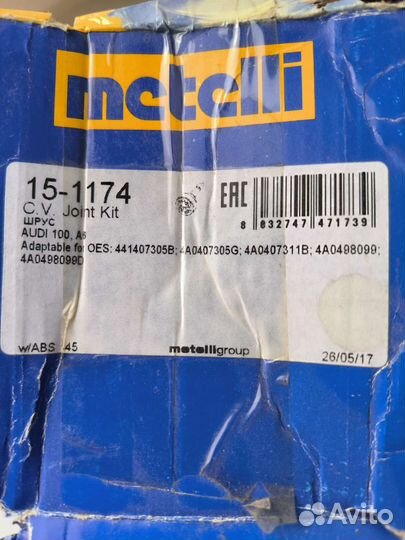 metelli
15-1174
C.V. Joint Kit
ШРУС
AUDI 100, A6
Adaptable for OES: 441407305B; 4A0407305G; 4A0407311B; 4A0498099;
4A0498099D
EAC
8 032747 471739
w/ABS 45
metelligroup
26/05/17
Avito